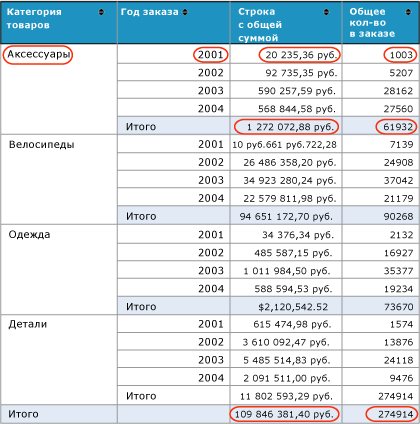 Категория товаров Год заказа Строка с общей суммой Общее кол-во в заказе
Аксессуары 2001 20 235,36 руб. 1003
2002 92 735,35 руб. 5207
2003 590 257,59 руб. 28162
2004 568 844,58 руб. 27560
Итого 1 272 072,88 руб. 61932
Велосипеды 2001 10 руб.661 руб.722,28 7139
2002 26 486 358,20 руб. 24908
2003 34 923 280,24 руб. 37042
2004 22 579 811,98 руб. 21179
Итого 94 651 172,70 руб. 90268
Одежда 2001 34 376,34 руб. 2132
2002 485 587,15 руб. 16927
2003 1 011 984,50 руб. 35377
2004 588 594,53 руб. 19234
Итого $2,120,542.52 73670
Детали 2001 615 474,98 руб. 1574
2002 3 610 092,47 руб. 13876
2003 5 485 514,83 руб. 24118
2004 2 091 511,00 руб. 9476
Итого 11 802 593,29 руб. 274914
Итого 109 846 381,40 руб. 274914